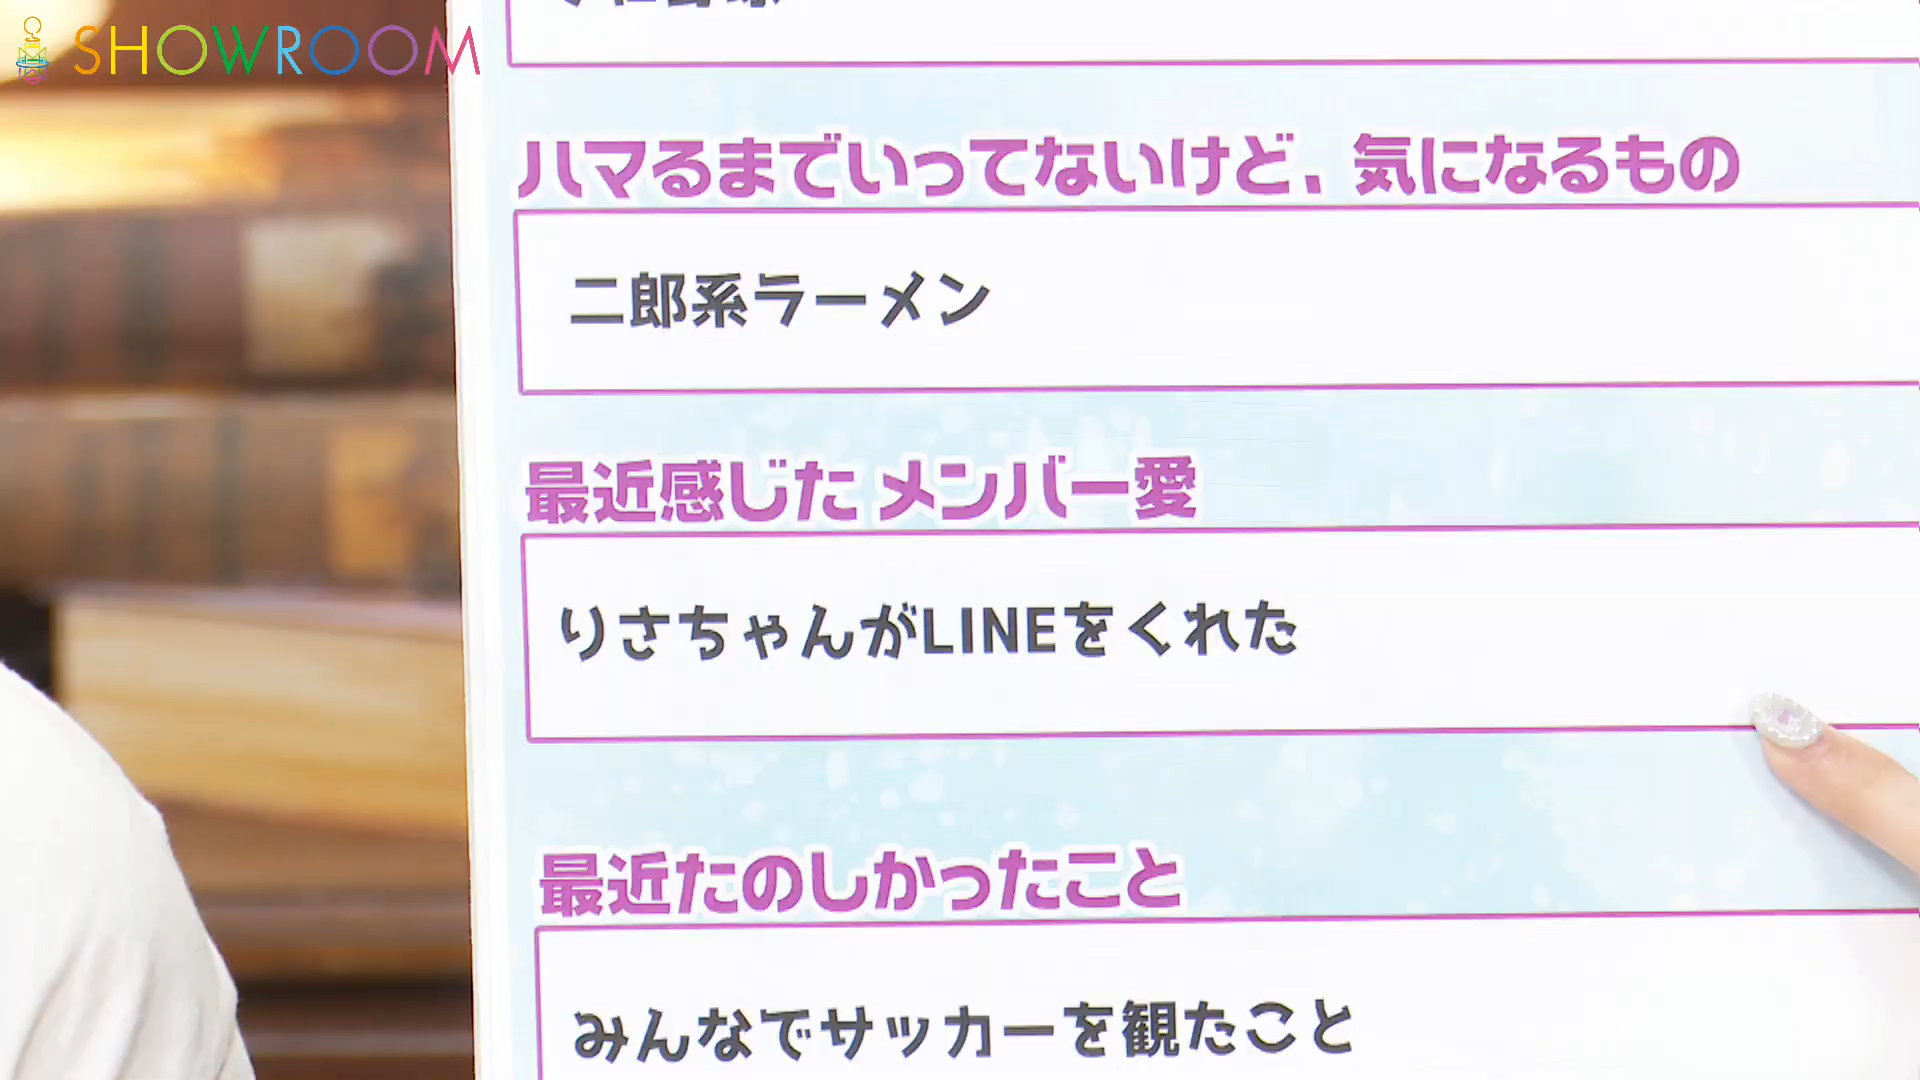 SHOWROOM
ハマるまでいってないけど、気になるもの
二郎系ラーメン
最近感じた メンバー愛
りさちゃんがLINEをくれた
最近たのしかったこと
みんなでサッカーを観たこと